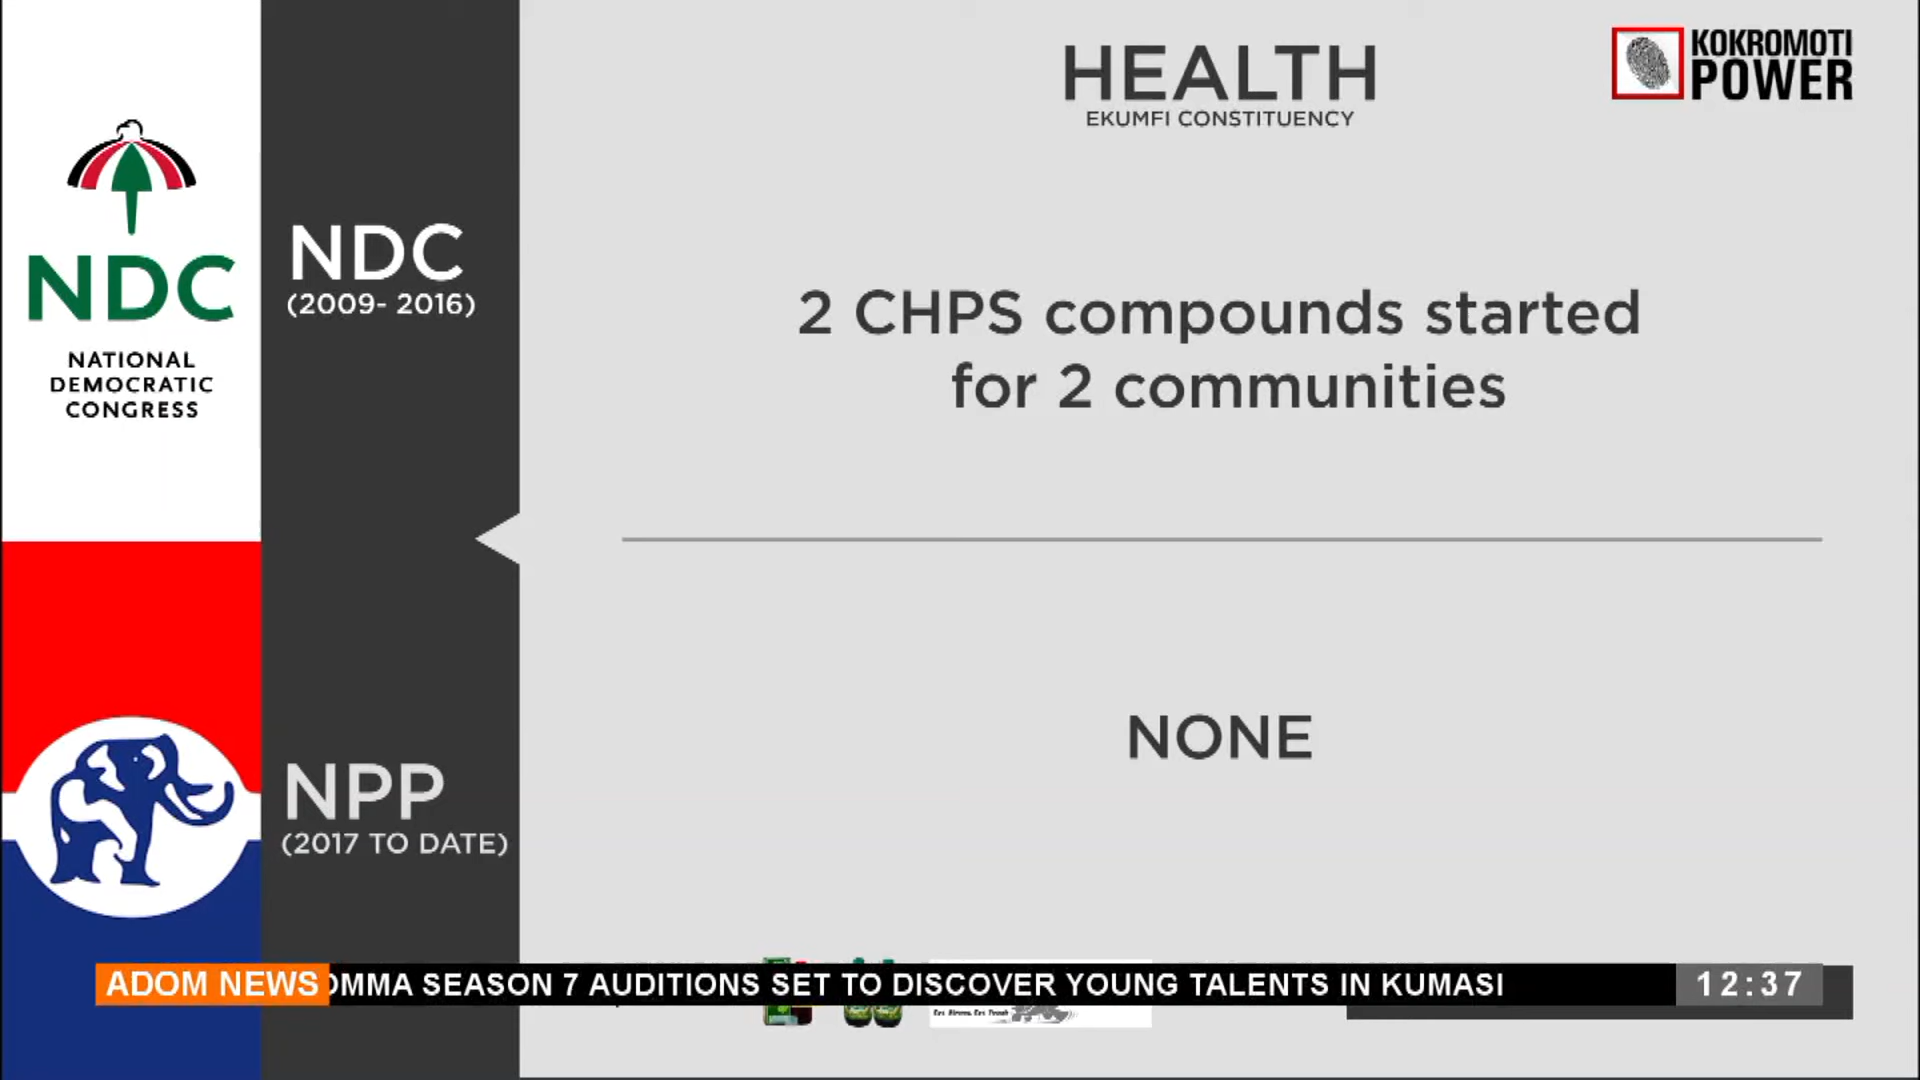 HEALTH
EKUMFI CONSTITUENCY
KOKROMOTI
POWER
NDC
NATIONAL
DEMOCRATIC
CONGRESS
NDC
(2009- 2016)
2 CHPS compounds started
for 2 communities
NPP
(2017 TO DATE)
NONE
ADOM NEWS
OMMA SEASON 7 AUDITIONS SET TO DISCOVER YOUNG TALENTS IN KUMASI
12:37